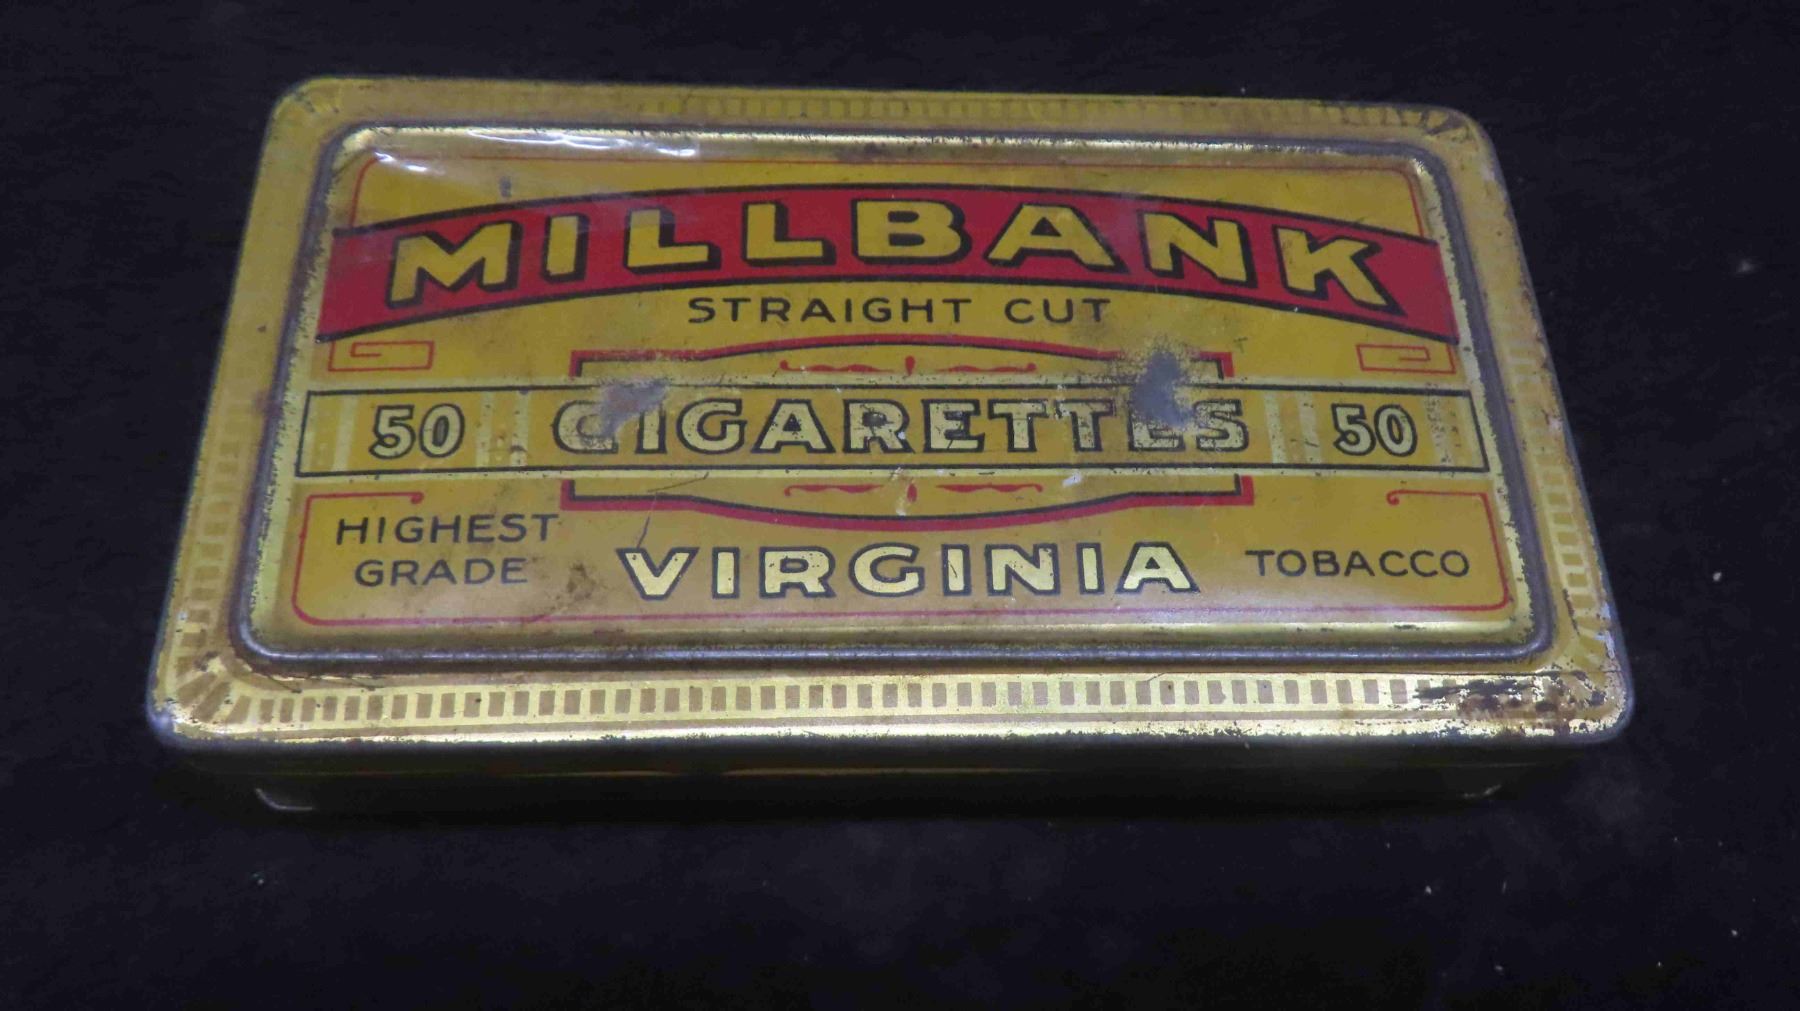 MILLBANK
STRAIGHT CUT
50 CIGARETTES 50
HIGHEST
GRADE
VIRGINIA TOBACCO